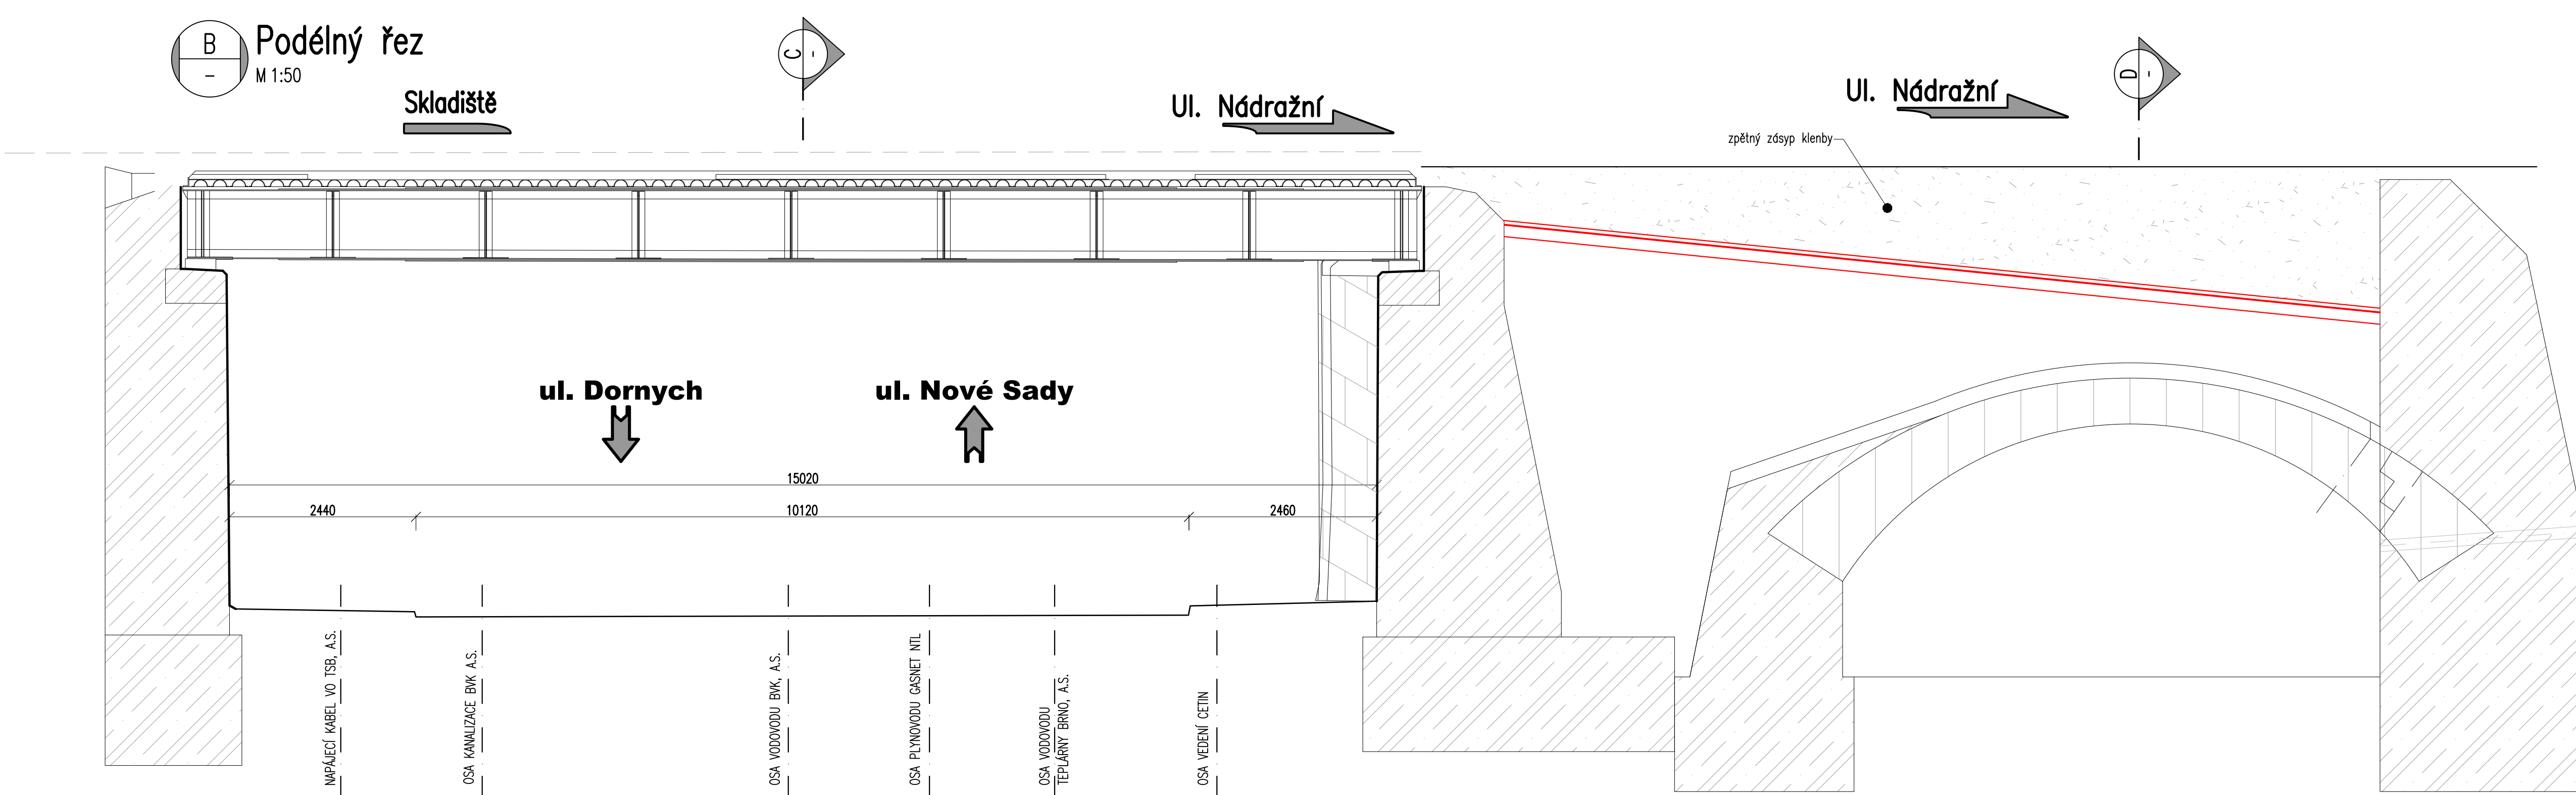 B
-
Podélný řez
M 1:50
C
-
D
-
Skladiště
Ul. Nádražní
Ul. Nádražní
zpětný zásyp klenby
ul. Dornych
ul. Nové Sady
15020
2440
10120
2460
NAPÁJECÍ KABEL VO TSB, A.S.
OSA KANALIZACE BVK A.S.
OSA VODOVODU BVK, A.S.
OSA PLYNOVODU GASNET NTL
OSA VODOVODU
TEPLÁRNY BRNO, A.S.
OSA VEDENÍ CETIN